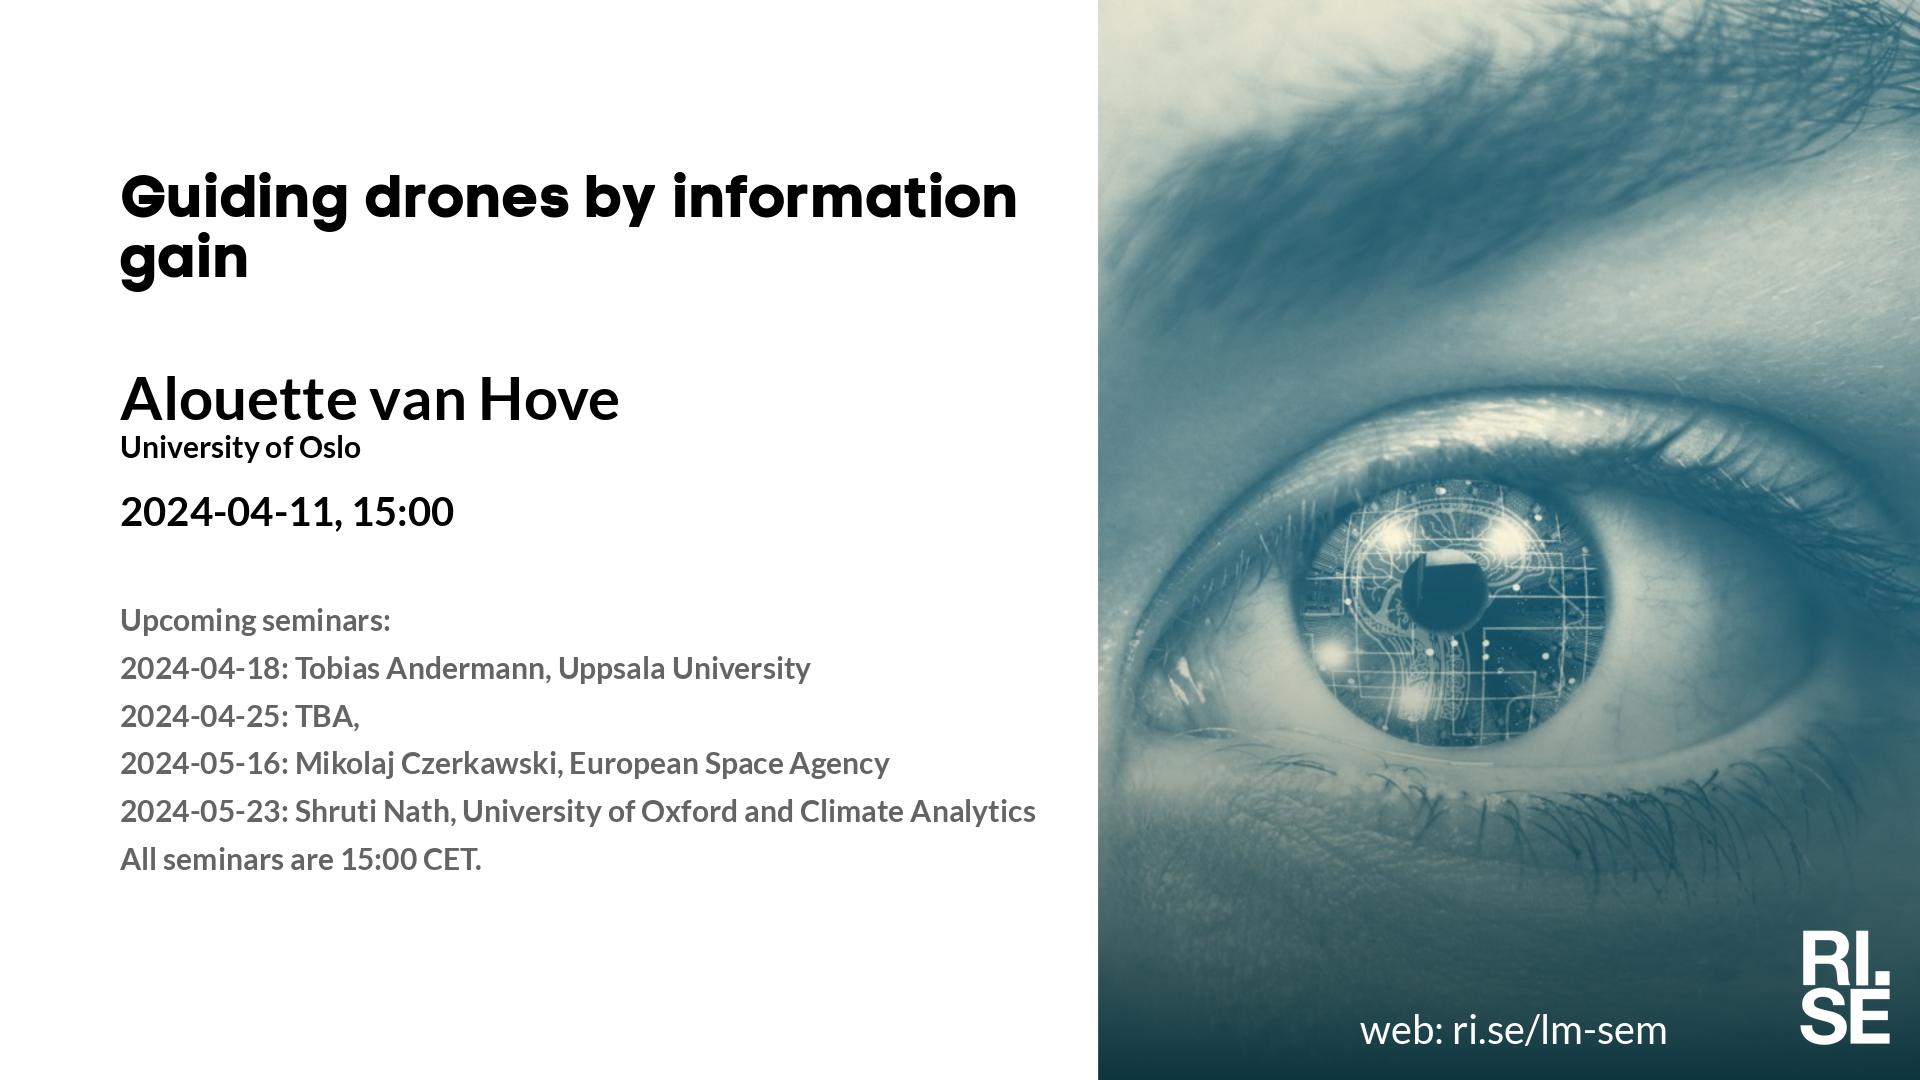 Guiding drones by information
gain
Alouette van Hove
University of Oslo
2024-04-11, 15:00
Upcoming seminars:
2024-04-18: Tobias Andermann, Uppsala University
2024-04-25: TBA,
2024-05-16: Mikolaj Czerkawski, European Space Agency
2024-05-23: Shruti Nath, University of Oxford and Climate Analytics
All seminars are 15:00 CET.
web: ri.se/lm-sem
RI.
SE